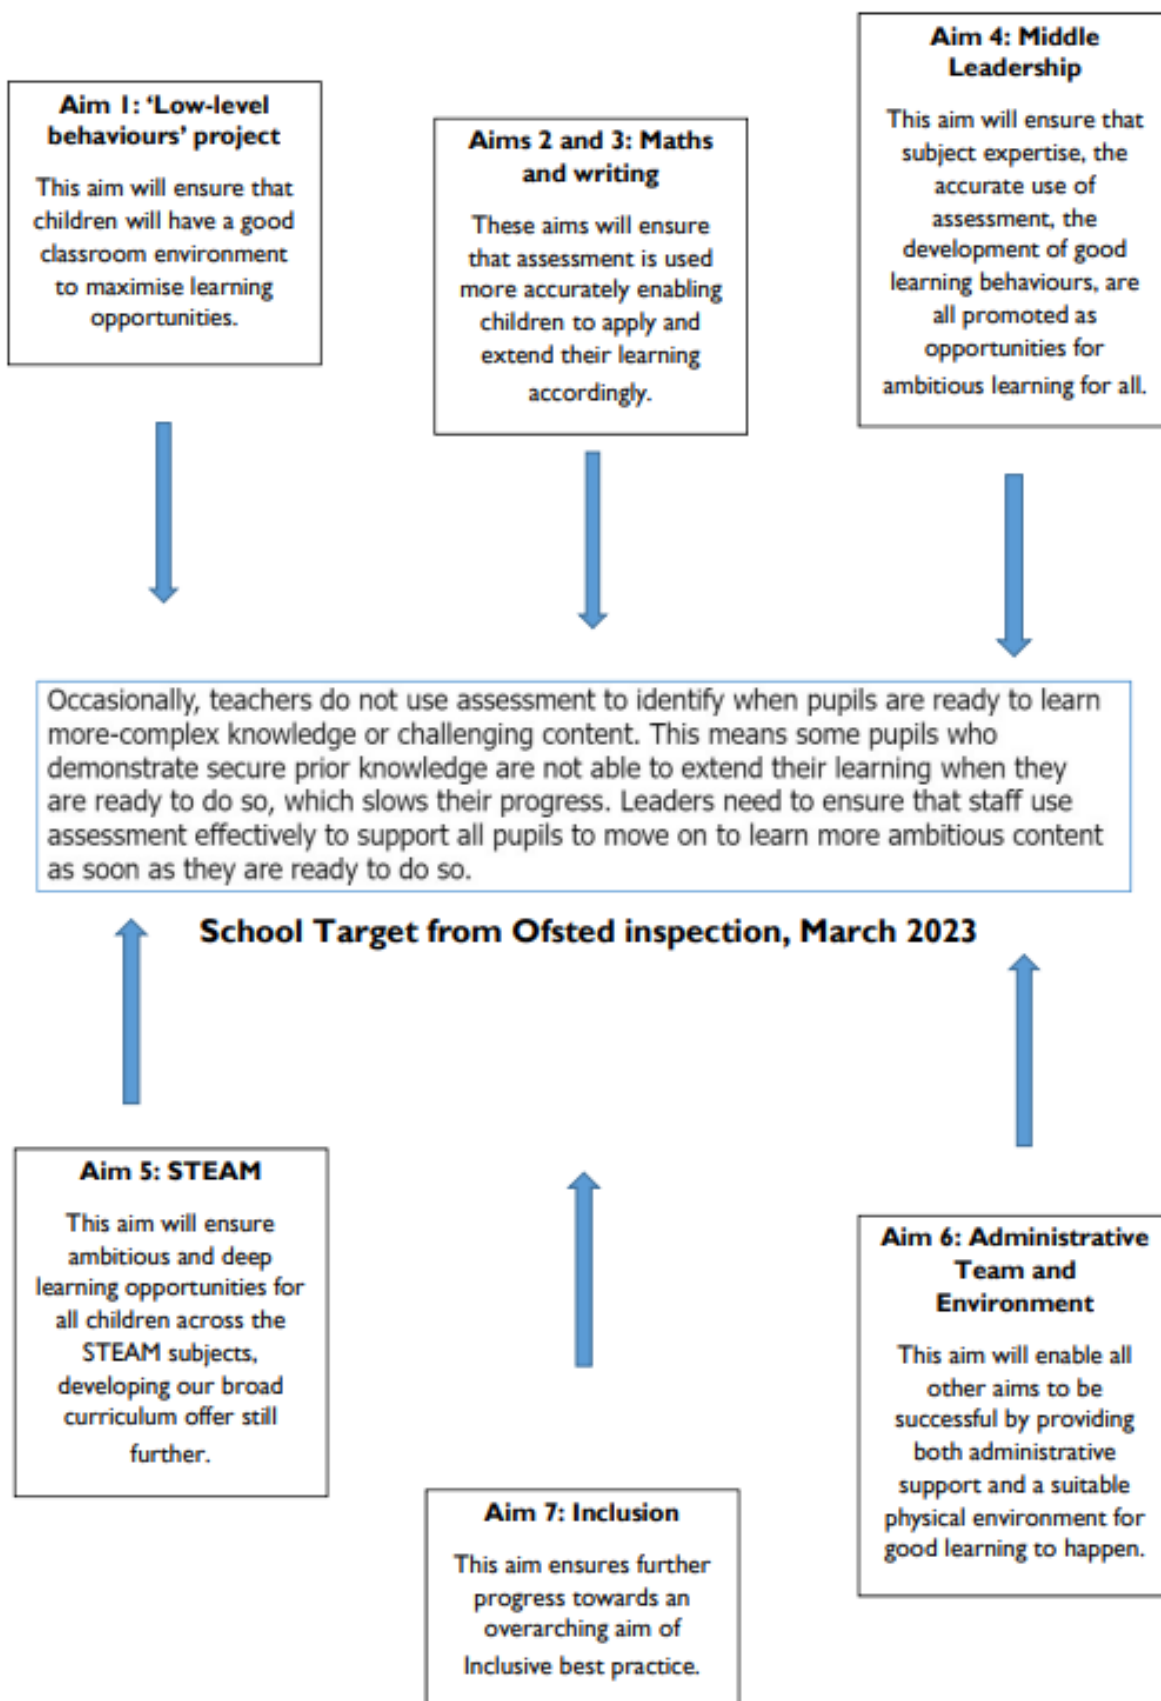 Aim 1: ‘Low-level
behaviours’ project
This aim will ensure that
children will have a good
classroom environment
to maximise learning
opportunities.
Aims 2 and 3: Maths
and writing
These aims will ensure
that assessment is used
more accurately enabling
children to apply and
extend their learning
accordingly.
Aim 4: Middle
Leadership
This aim will ensure that
subject expertise, the
accurate use of
assessment, the
development of good
learning behaviours, are
all promoted as
opportunities for
ambitious learning for all.
Occasionally, teachers do not use assessment to identify when pupils are ready to learn
more-complex knowledge or challenging content. This means some pupils who
demonstrate secure prior knowledge are not able to extend their learning when they
are ready to do so, which slows their progress. Leaders need to ensure that staff use
assessment effectively to support all pupils to move on to learn more ambitious content
as soon as they are ready to do so.
School Target from Ofsted inspection, March 2023
Aim 5: STEAM
This aim will ensure
ambitious and deep
learning opportunities for
all children across the
STEAM subjects,
developing our broad
curriculum offer still
further.
Aim 7: Inclusion
This aim ensures further
progress towards an
overarching aim of
Inclusive best practice.
Aim 6: Administrative
Team and
Environment
This aim will enable all
other aims to be
successful by providing
both administrative
support and a suitable
physical environment for
good learning to happen.